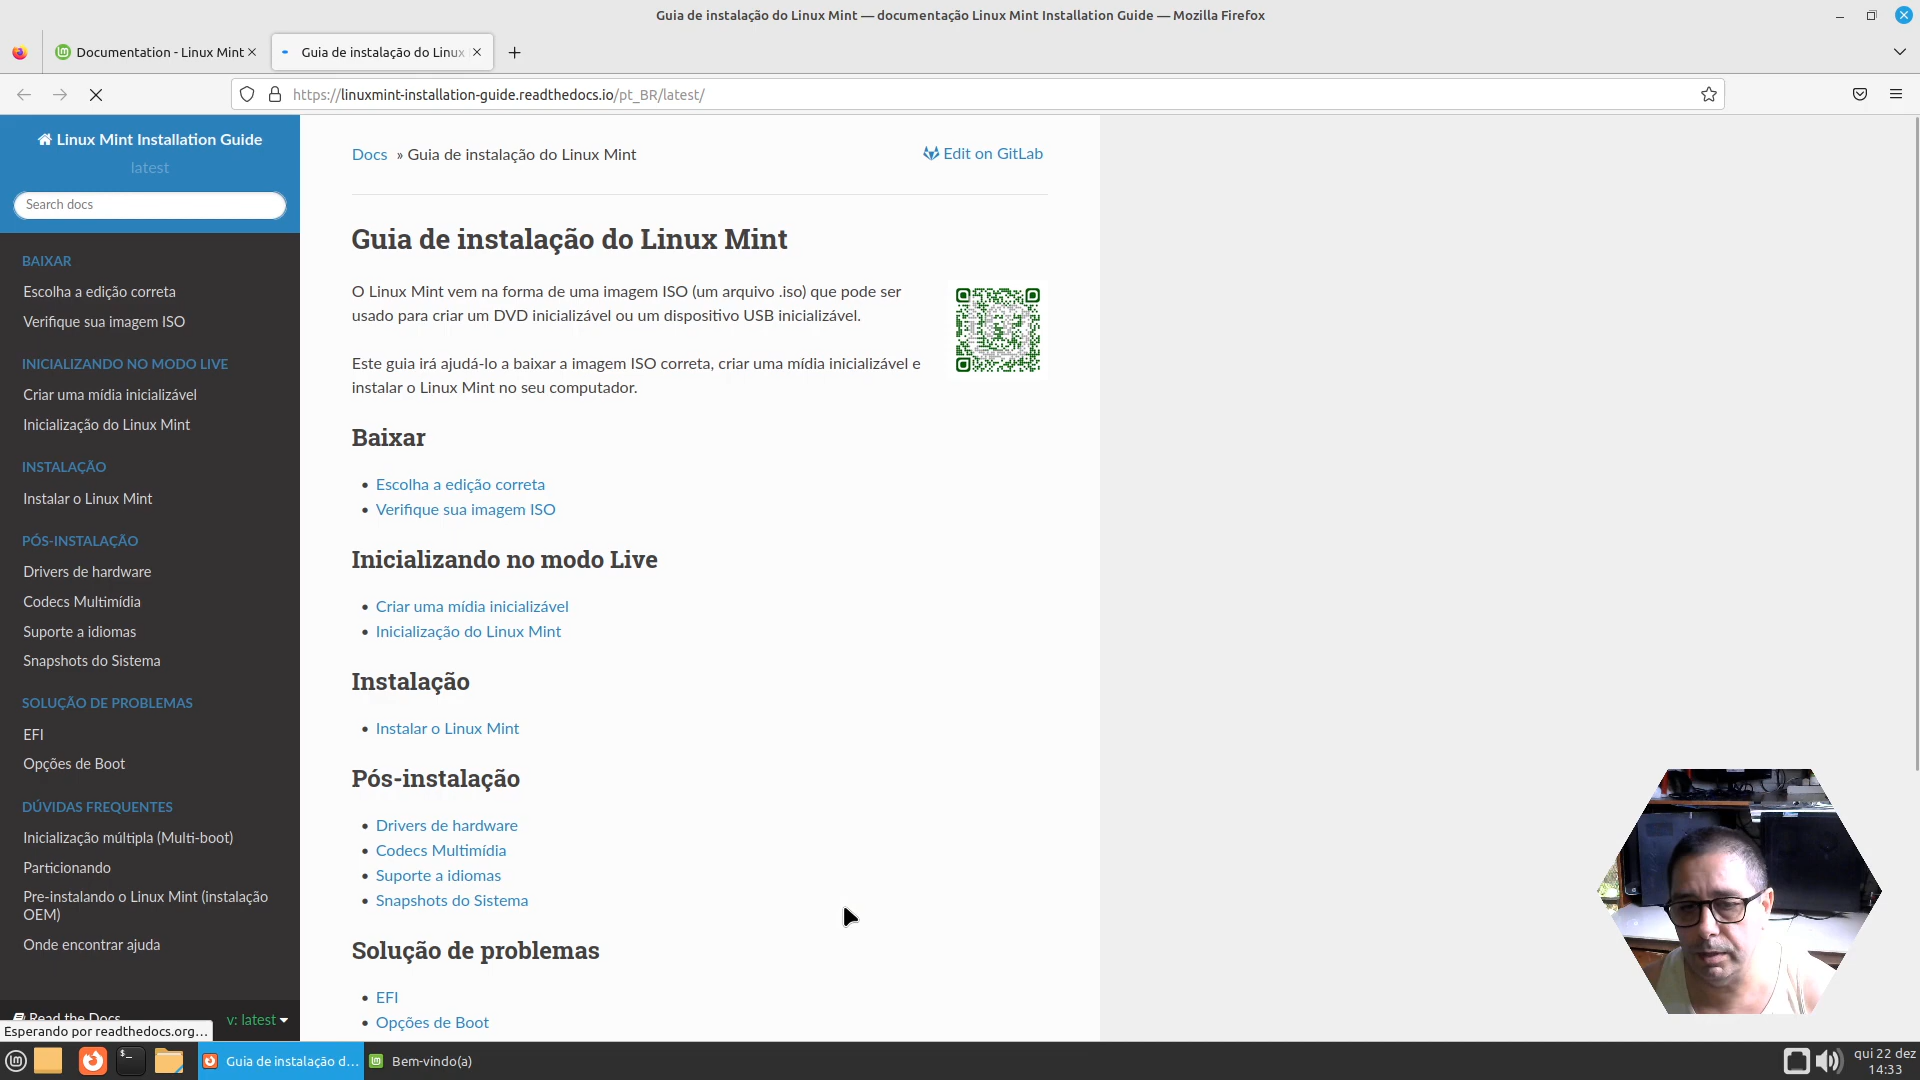 Guia de instalação do Linux Mint — documentação Linux Mint Installation Guide — Mozilla Firefox
Documentation - Linux Mint
Guia de instalação do Linux
https://linuxmint-installation-guide.readthedocs.io/pt_BR/latest/
Linux Mint Installation Guide
latest
Search docs
BAIXAR
Escolha a edição correta
Verifique sua imagem ISO
INICIALIZANDO NO MODO LIVE
Criar uma mídia inicializável
Inicialização do Linux Mint
INSTALAÇÃO
Instalar o Linux Mint
PÓS-INSTALAÇÃO
Drivers de hardware
Codecs Multimídia
Suporte a idiomas
Snapshots do Sistema
SOLUÇÃO DE PROBLEMAS
EFI
Opções de Boot
DÚVIDAS FREQUENTES
Inicialização múltipla (Multi-boot)
Particionando
Pre-instalando o Linux Mint (instalação
OEM)
Onde encontrar ajuda
Read the Docs
v: latest
Esperando por readthedocs.org…
Docs » Guia de instalação do Linux Mint
Edit on GitLab
Guia de instalação do Linux Mint
O Linux Mint vem na forma de uma imagem ISO (um arquivo .iso) que pode ser
usado para criar um DVD inicializável ou um dispositivo USB inicializável.
Este guia irá ajudá-lo a baixar a imagem ISO correta, criar uma mídia inicializável e
instalar o Linux Mint no seu computador.
Baixar
• Escolha a edição correta
• Verifique sua imagem ISO
Inicializando no modo Live
• Criar uma mídia inicializável
• Inicialização do Linux Mint
Instalação
• Instalar o Linux Mint
Pós-instalação
• Drivers de hardware
• Codecs Multimídia
• Suporte a idiomas
• Snapshots do Sistema
Solução de problemas
• EFI
• Opções de Boot
Guia de instalação d…
Bem-vindo(a)
qui 22 dez
14:33